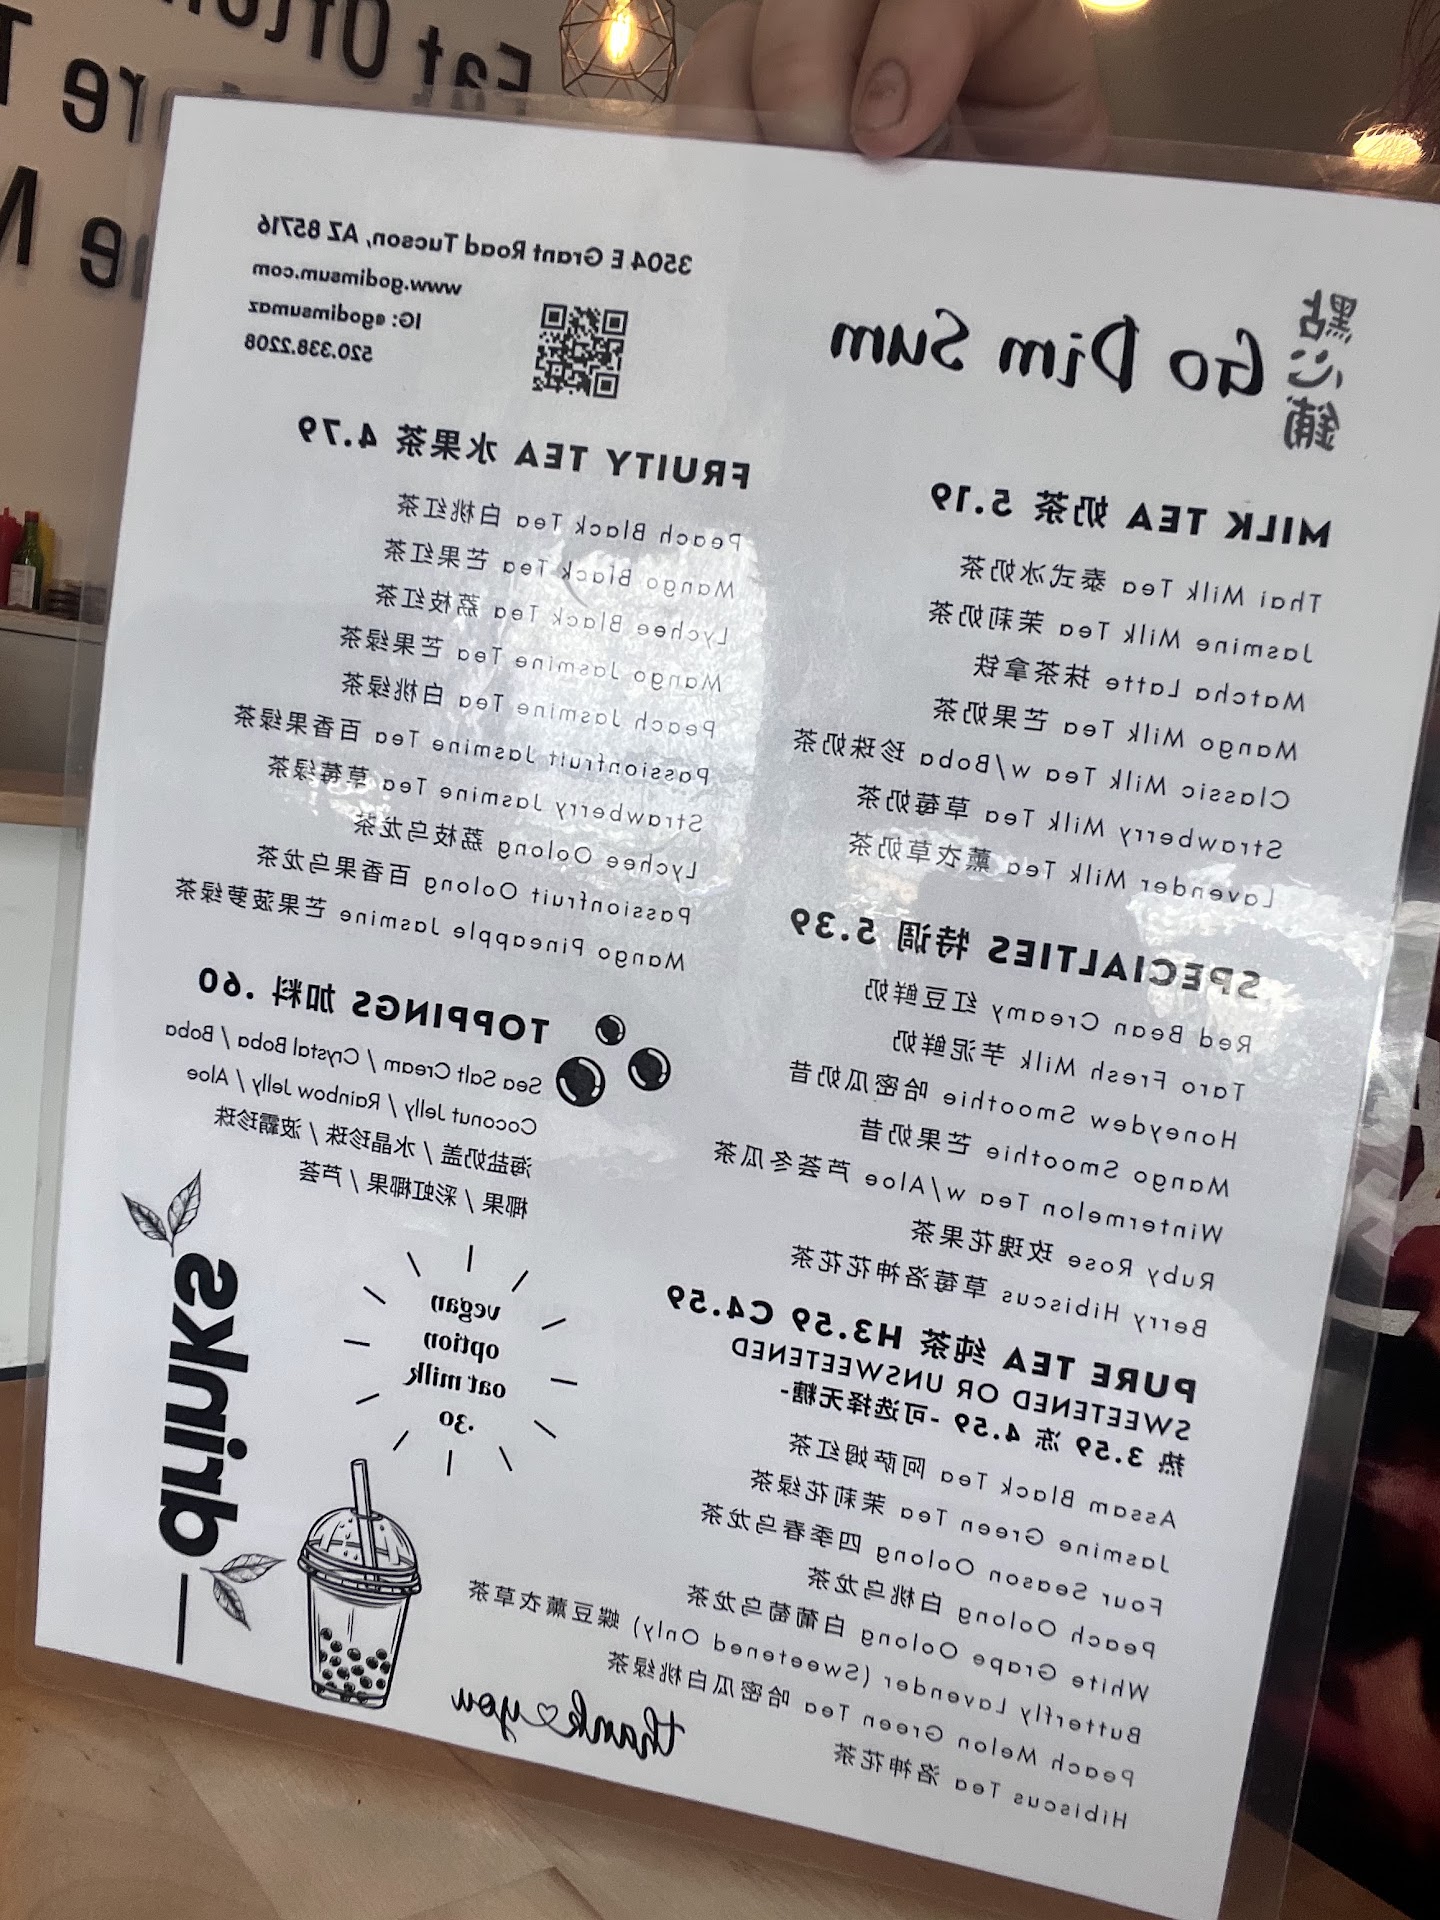 點心鋪
Go Dim Sum
3504 E Grant Road Tucson, AZ 85716
www.godimsum.com
IG: @godimsumaz
520.338.2208
MILK TEA 奶茶 5.19
Thai Milk Tea 泰式冰奶茶
Jasmine Milk Tea 茉莉奶茶
Matcha Latte 抹茶拿铁
Mango Milk Tea 芒果奶茶
Classic Milk Tea w/Boba 珍珠奶茶
Strawberry Milk Tea 草莓奶茶
Lavender Milk Tea 薰衣草奶茶
SPECIALTIES 特调 5.39
Red Bean Creamy 红豆鲜奶
Taro Fresh Milk 芋泥鲜奶
Honeydew Smoothie 哈密瓜奶昔
Mango Smoothie 芒果奶昔
Wintermelon Tea w/Aloe 芦荟冬瓜茶
Ruby Rose 玫瑰花果茶
Berry Hibiscus 草莓洛神花花茶
PURE TEA 纯茶 H3.59 C4.59
SWEETENED OR UNSWEETENED
热 3.59 冻 4.59 -可选择无糖-
Assam Black Tea 阿萨姆红茶
Jasmine Green Tea 茉莉花绿茶
Four Season Oolong 四季春乌龙茶
Peach Oolong 白桃乌龙茶
White Grape Oolong 白葡萄乌龙茶
Butterfly Lavender (Sweetened Only) 蝶豆薰衣草茶
Peach Melon Green Tea 哈密瓜白桃绿茶
Hibiscus Tea 洛神花茶
FRUITY TEA 水果茶 4.79
Peach Black Tea 白桃红茶
Mango Black Tea 芒果红茶
Lychee Black Tea 荔枝红茶
Mango Jasmine Tea 芒果绿茶
Peach Jasmine Tea 白桃绿茶
Passionfruit Jasmine Tea 百香果绿茶
Strawberry Jasmine Tea 草莓绿茶
Lychee Oolong 荔枝乌龙茶
Passionfruit Oolong 百香果乌龙茶
Mango Pineapple Jasmine 芒果菠萝绿茶
TOPPINGS 加料 .60
Sea Salt Cream / Crystal Boba / Boba
Coconut Jelly / Rainbow Jelly / Aloe
海盐奶盖 / 水晶珍珠 / 波霸珍珠
椰果 / 彩虹椰果 / 芦荟
vegan
option
oat milk
.30
drinks
thank you
Eat